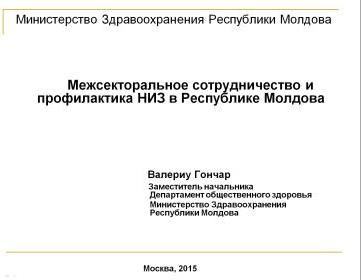 Министерство Здравоохранения Республики Молдова
Межсекторальное сотрудничество и
профилактика НИЗ в Республике Молдова
Валериу Гончар
Заместитель начальника
Департамент общественного здоровья
Министерство Здравоохранения
Республики Молдова
Москва, 2015